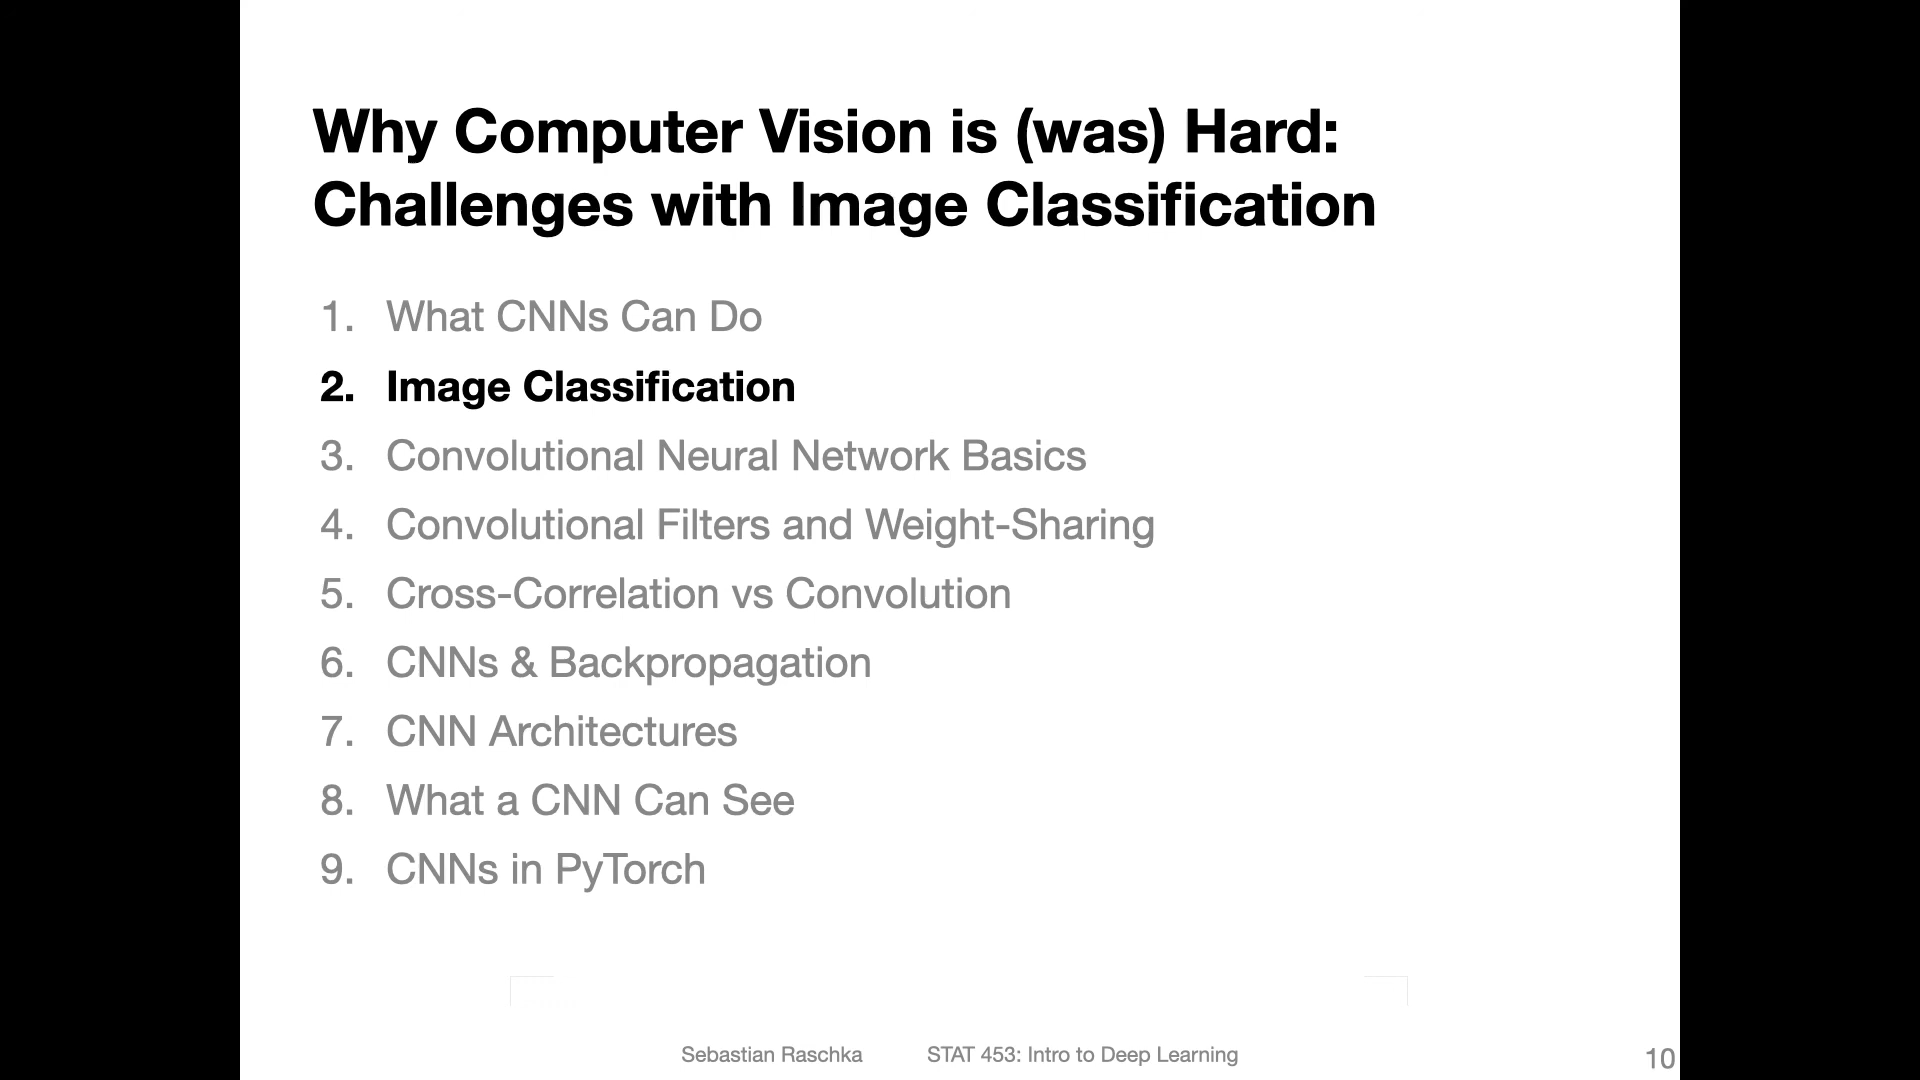 Why Computer Vision is (was) Hard:
Challenges with Image Classification
1. What CNNs Can Do
2. Image Classification
3. Convolutional Neural Network Basics
4. Convolutional Filters and Weight-Sharing
5. Cross-Correlation vs Convolution
6. CNNs & Backpropagation
7. CNN Architectures
8. What a CNN Can See
9. CNNs in PyTorch
Sebastian Raschka STAT 453: Intro to Deep Learning 10